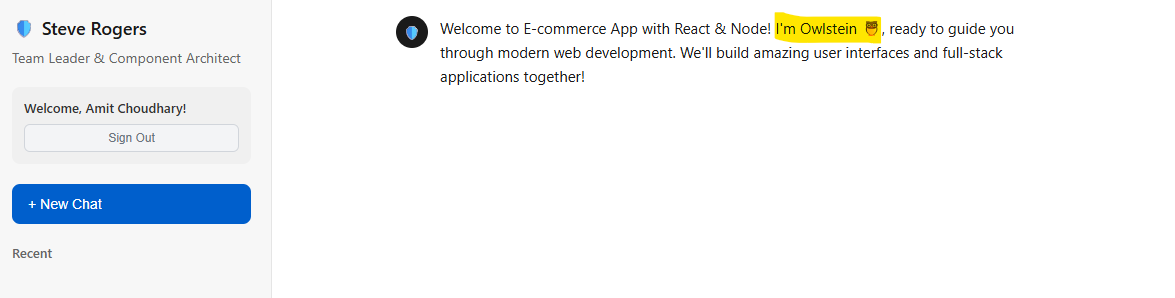 Steve Rogers
Team Leader & Component Architect
Welcome, Amit Choudhary!
Sign Out
+ New Chat
Recent
Welcome to E-commerce App with React & Node! I'm Owlstein 🦉, ready to guide you
through modern web development. We'll build amazing user interfaces and full-stack
applications together!